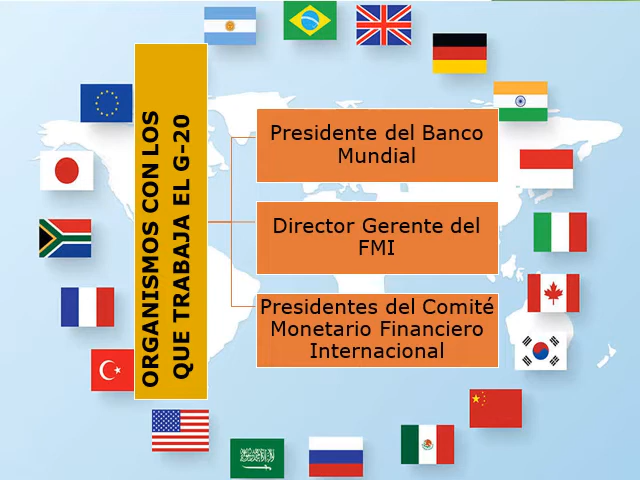 ORGANISMOS CON LOS
QUE TRABAJA EL G-20
Presidente del Banco
Mundial
Director Gerente del
FMI
Presidentes del Comité
Monetario Financiero
Internacional